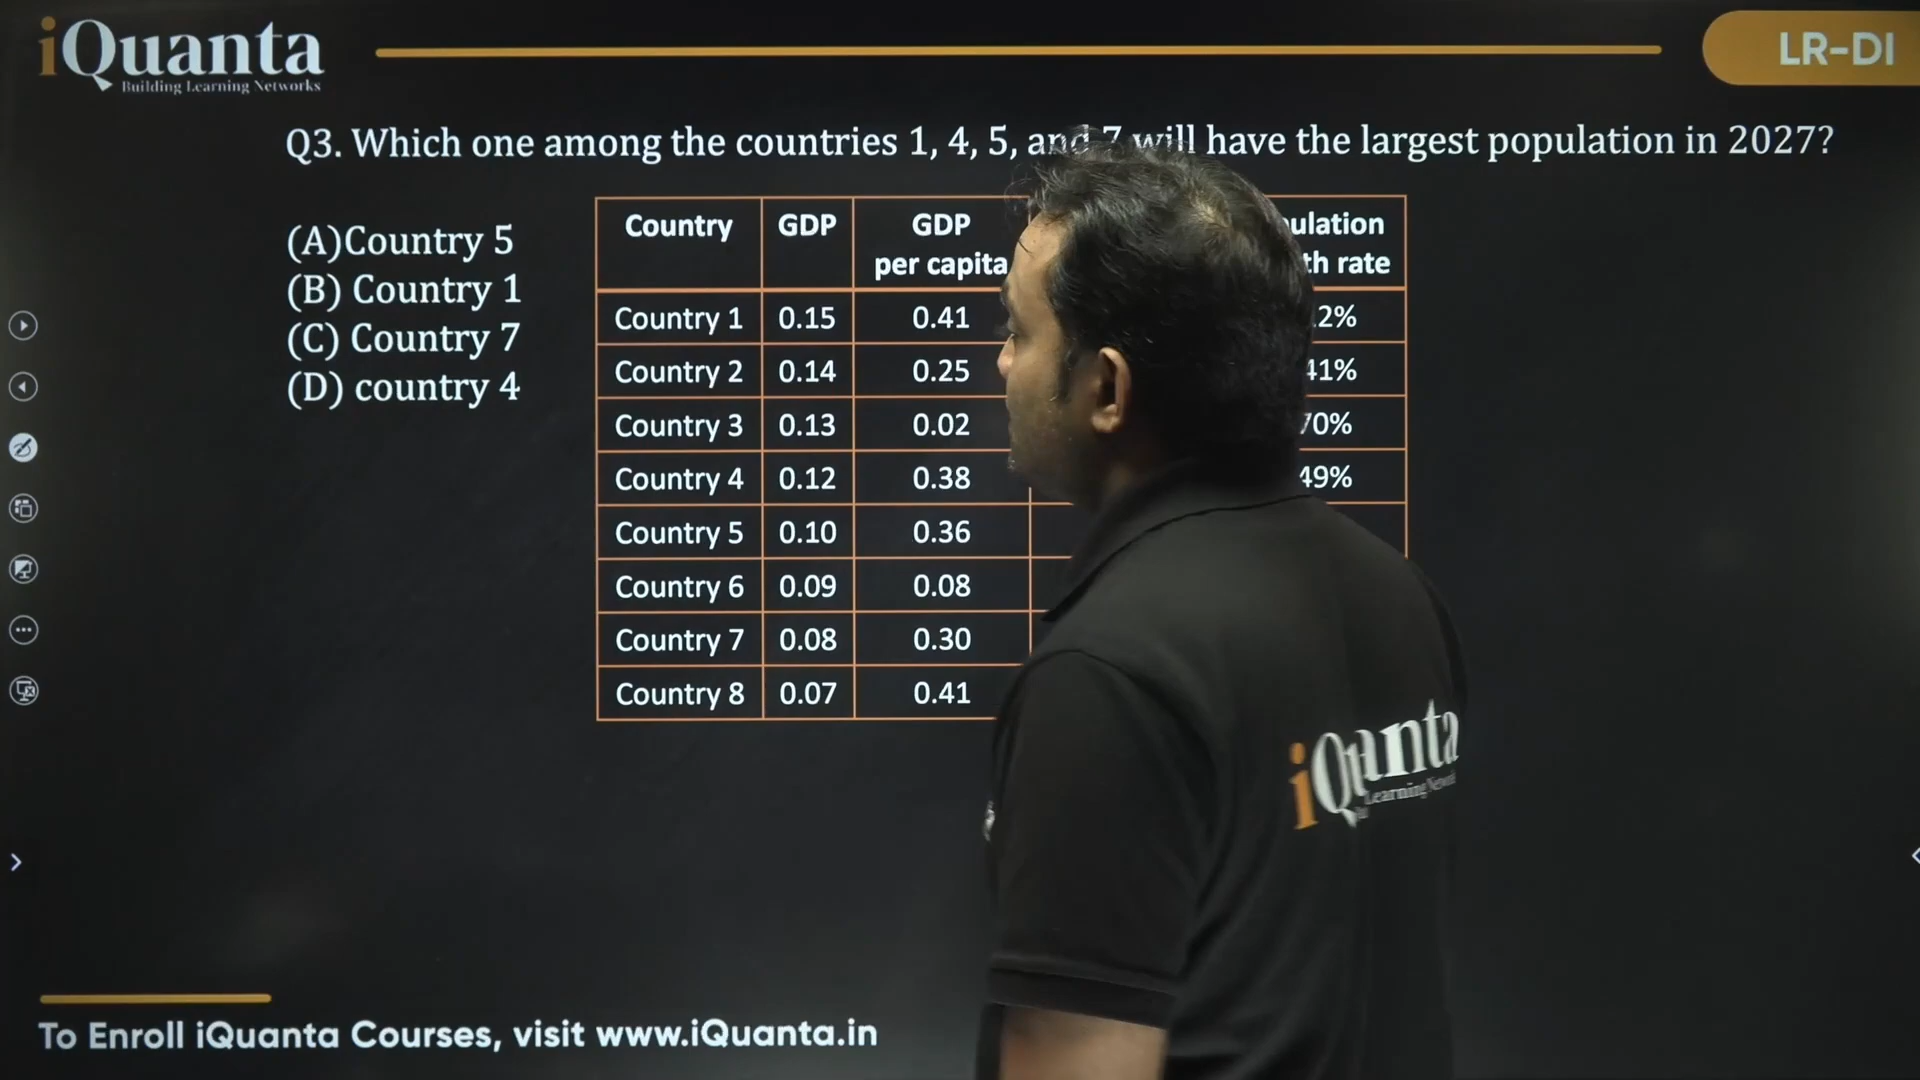 iQuanta
Building Learning Networks
LR-DI
Q3. Which one among the countries 1, 4, 5, and 7 will have the largest population in 2027?
(A)Country 5
(B) Country 1
(C) Country 7
(D) country 4
Country GDP GDP per capita
Country 1 0.15 0.41 2%
Country 2 0.14 0.25 41%
Country 3 0.13 0.02 70%
Country 4 0.12 0.38 49%
Country 5 0.10 0.36
Country 6 0.09 0.08
Country 7 0.08 0.30
Country 8 0.07 0.41
iQuanta
Learning
To Enroll iQuanta Courses, visit www.iQuanta.in